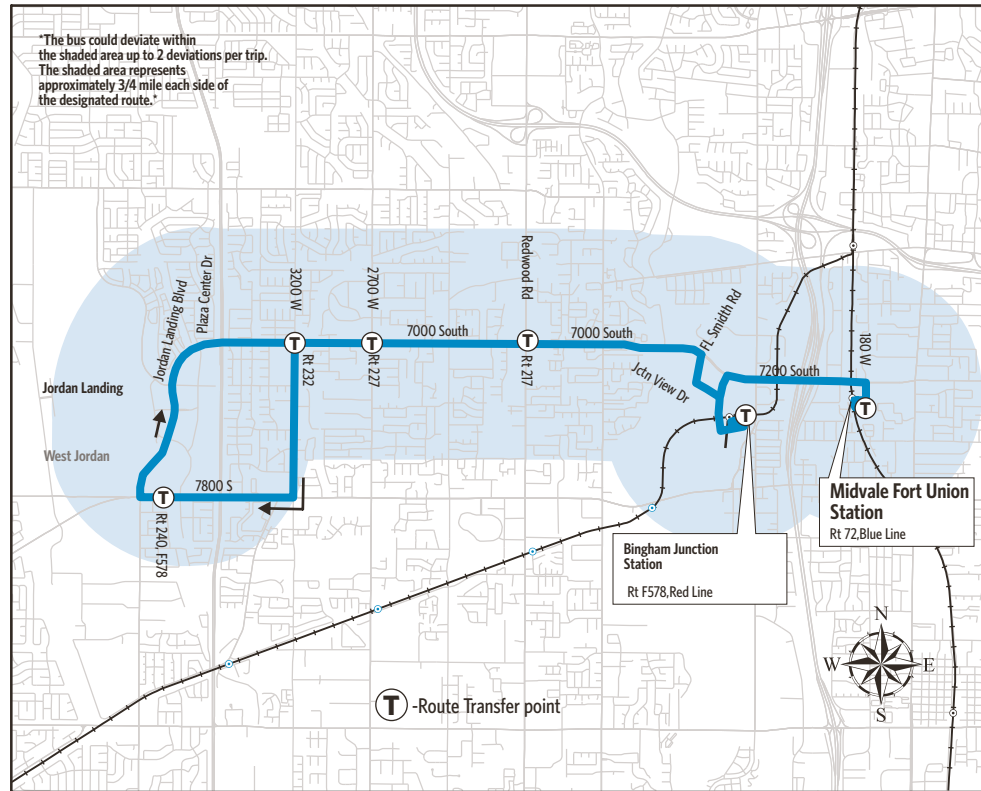 *The bus could deviate within
the shaded area up to 2 deviations per trip.
The shaded area represents
approximately 3/4 mile each side of
the designated route.*
Jordan Landing Blvd
Plaza Center Dr
3200 W
2700 W
Redwood Rd
7000 South
7000 South
FL Smidth Rd
180 W
T
T
T
Rt 232
Rt 227
Rt 217
Jordan Landing
Jctn View Dr
7200 South
T
T
West Jordan
7800 S
T
Rt 240, F578
Midvale Fort Union
Station
Rt 72,Blue Line
Bingham Junction
Station
Rt F578,Red Line
N
W
E
S
T -Route Transfer point